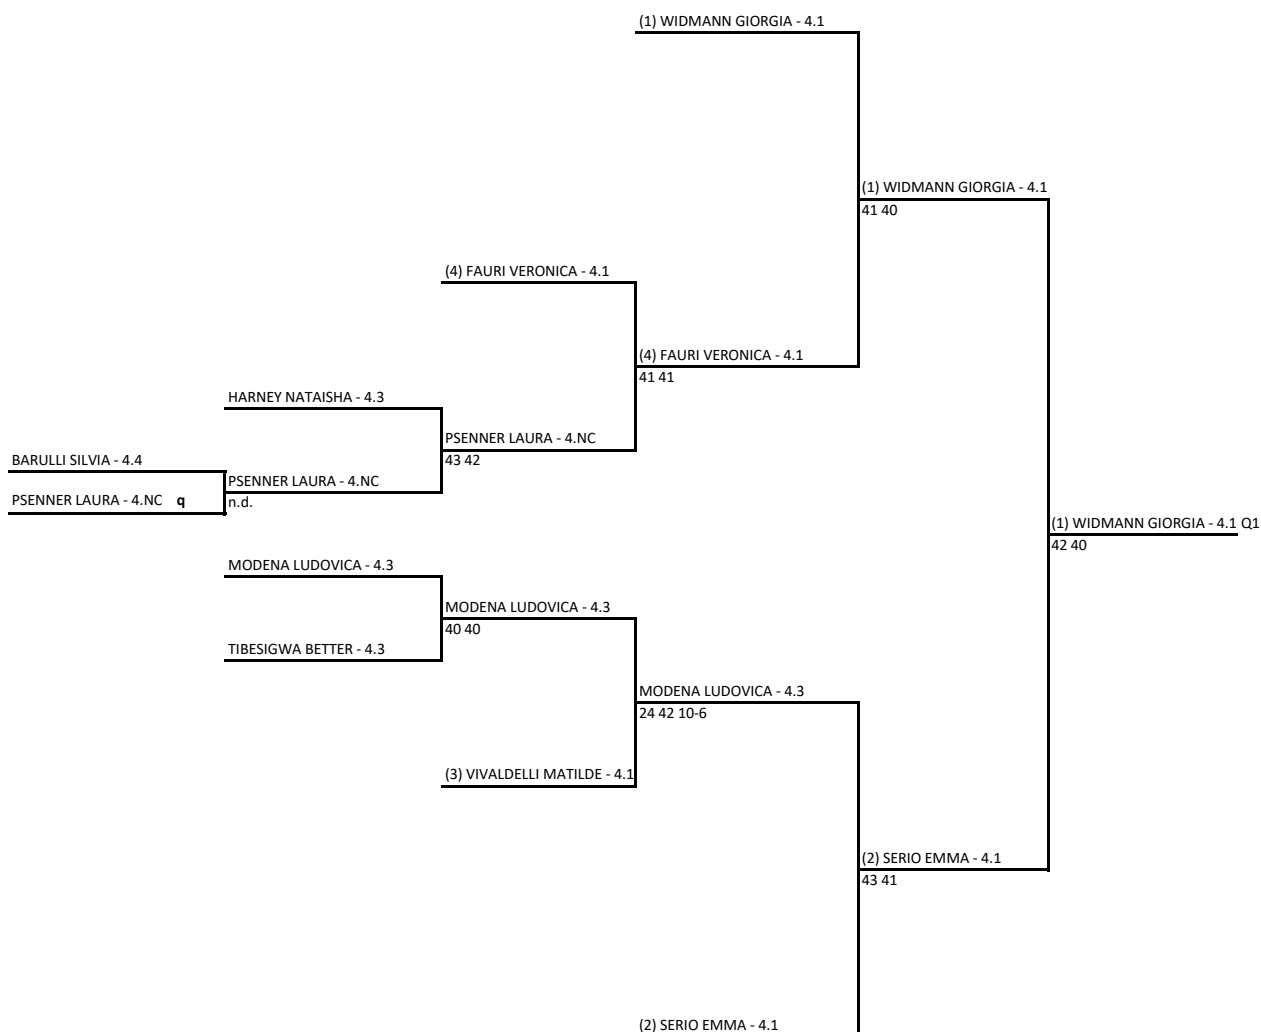 (1) WIDMANN GIORGIA - 4.1
(1) WIDMANN GIORGIA - 4.1
41 40
(4) FAURI VERONICA - 4.1
(4) FAURI VERONICA - 4.1
41 41
HARNEY NATAISHA - 4.3
PSENNER LAURA - 4.NC
43 42
BARULLI SILVIA - 4.4
PSENNER LAURA - 4.NC
PSENNER LAURA - 4.NC q
n.d.
(1) WIDMANN GIORGIA - 4.1 Q1
42 40
MODENA LUDOVICA - 4.3
MODENA LUDOVICA - 4.3
40 40
TIBESIGWA BETTER - 4.3
MODENA LUDOVICA - 4.3
24 42 10-6
(3) VIVALDELLI MATILDE - 4.1
(2) SERIO EMMA - 4.1
43 41
(2) SERIO EMMA - 4.1